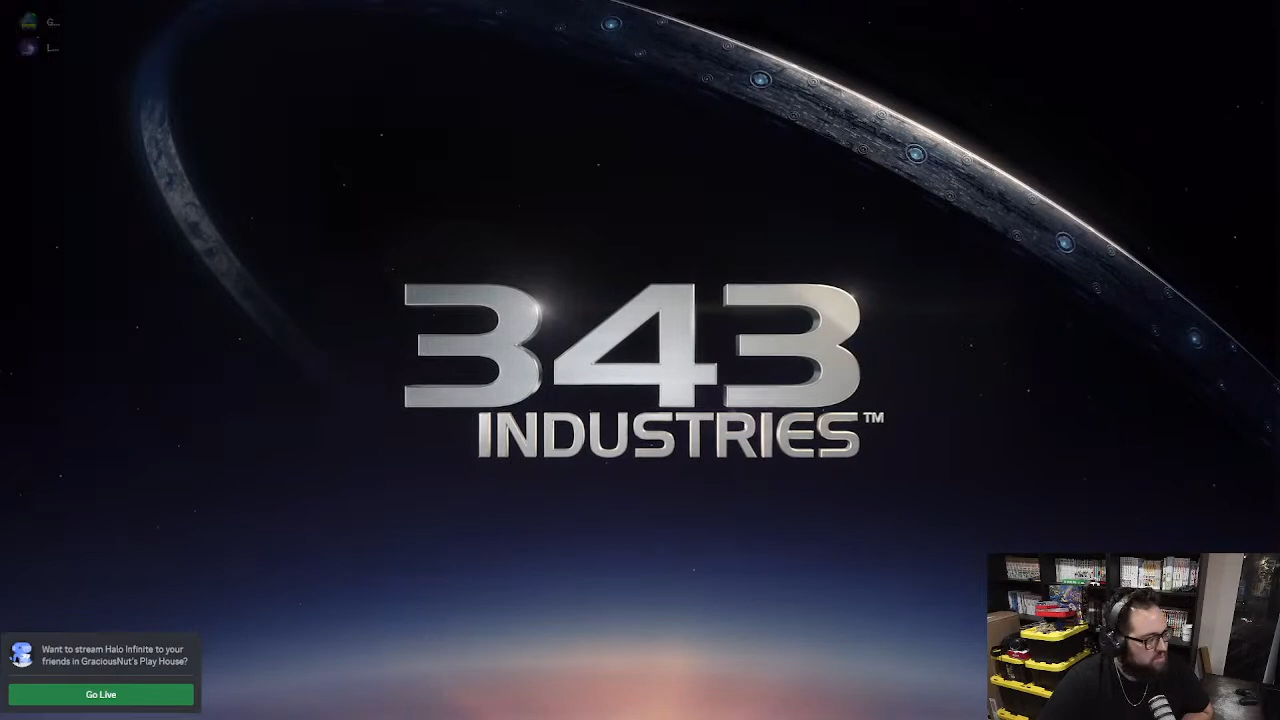 G...
L...
343
INDUSTRIES™
Want to stream Halo Infinite to your
friends in GraciousNut's Play House?
Go Live